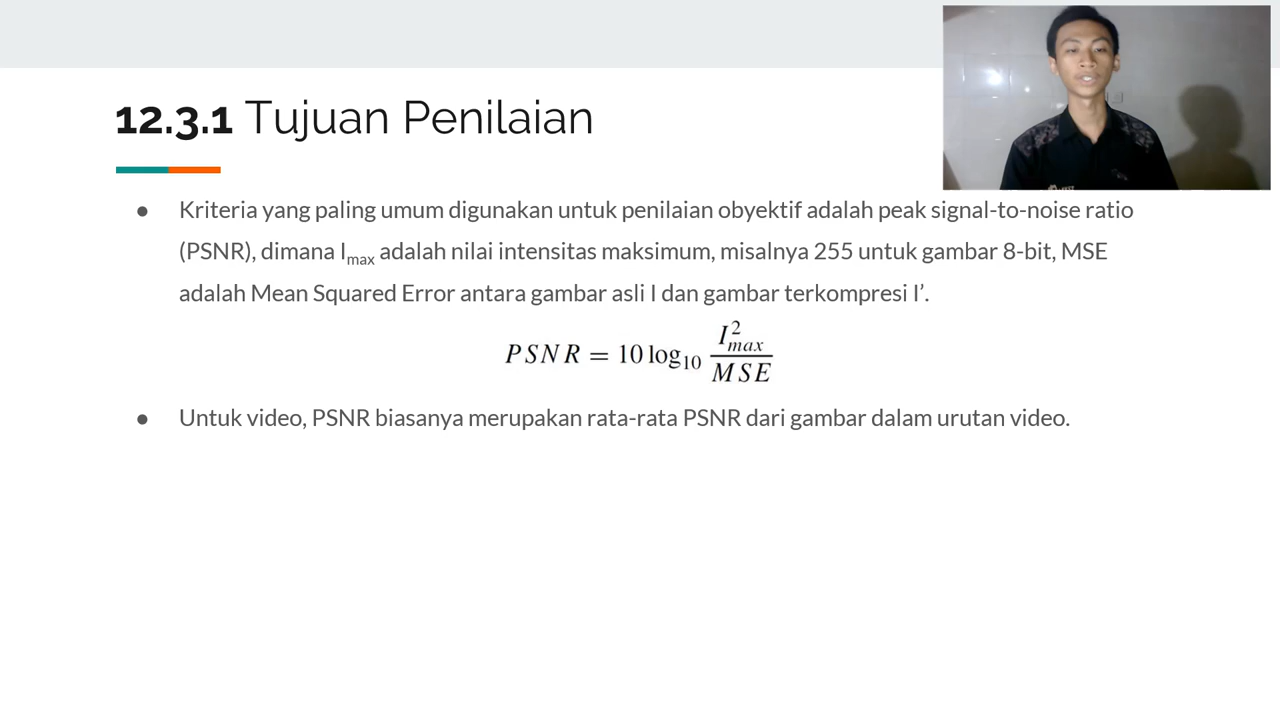 12.3.1 Tujuan Penilaian
● Kriteria yang paling umum digunakan untuk penilaian obyektif adalah peak signal-to-noise ratio
(PSNR), dimana Imax adalah nilai intensitas maksimum, misalnya 255 untuk gambar 8-bit, MSE
adalah Mean Squared Error antara gambar asli I dan gambar terkompresi I’.
PSNR = 10 log10 I²max / MSE
● Untuk video, PSNR biasanya merupakan rata-rata PSNR dari gambar dalam urutan video.